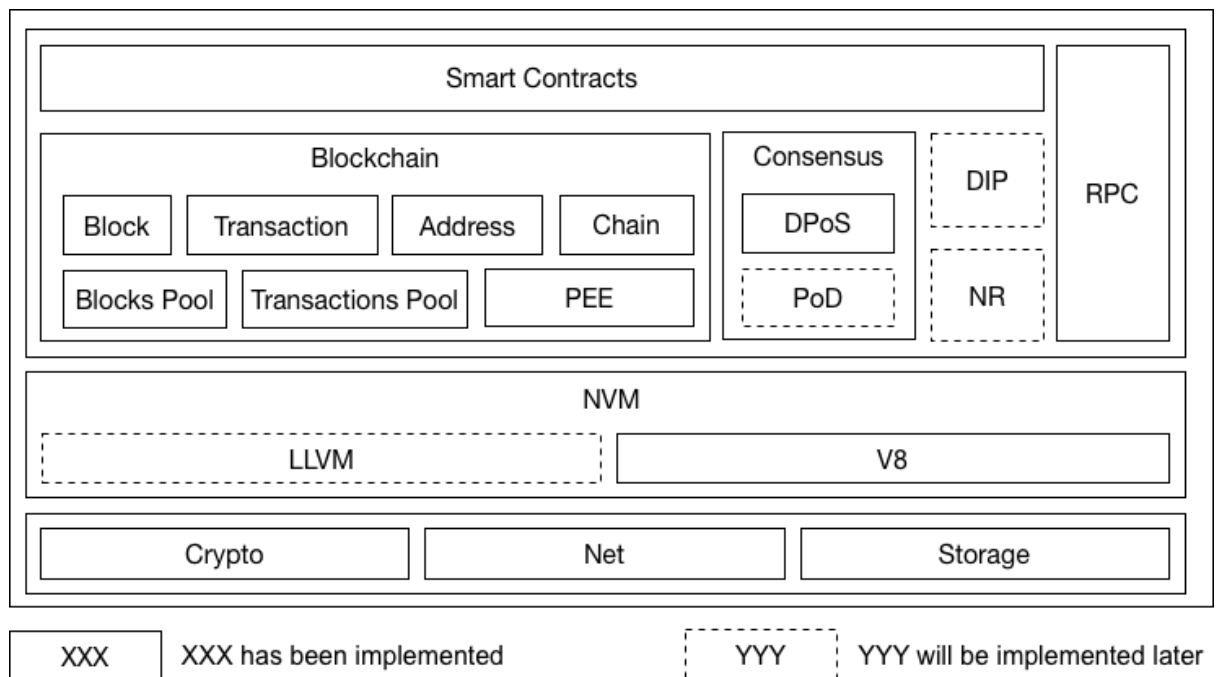 Smart Contracts
RPC
Blockchain
Block
Transaction
Address
Chain
Blocks Pool
Transactions Pool
PEE
Consensus
DPoS
PoD
DIP
NR
NVM
LLVM
V8
Crypto
Net
Storage
XXX
XXX has been implemented
YYY
YYY will be implemented later